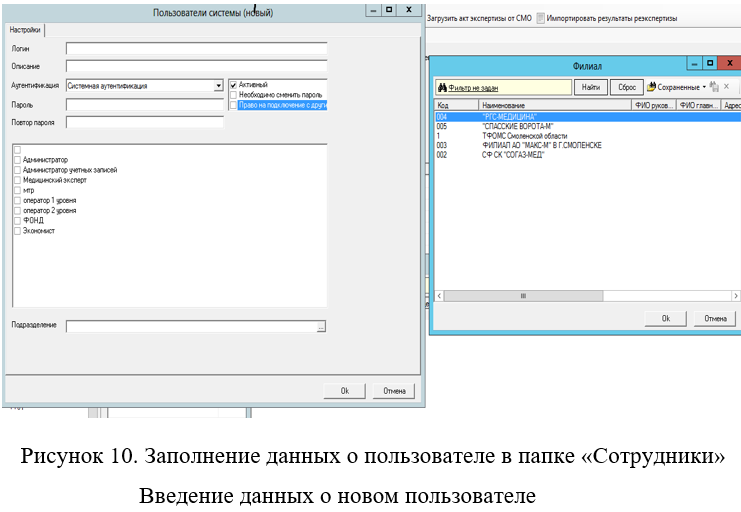 Пользователи системы (новый)
Настройки
Логин
Описание
Аутентификация Системная аутентификация
Активный
Необходимо сменить пароль
Право на подключение с други
Пароль
Повтор пароля
Администратор
Администратор учетных записей
Медицинский эксперт
мтр
оператор 1 уровня
оператор 2 уровня
ФОНД
Экономист
Подразделение ...
Ok Отмена
Загрузить акт экспертизы от СМО Импортировать результаты реэкспертизы
Филиал
Фильтр не задан Найти Сброс Сохраненные
Код Наименование ФИО руков... ФИО главн... Адрес
004 "РГС-МЕДИЦИНА"
005 "СПАССКИЕ ВОРОТА-М"
1 ТФОМС Смоленской области
003 ФИЛИАЛ АО "МАКС-М" В Г.СМОЛЕНСКЕ
002 СФ СК "СОГАЗ-МЕД"
Ok Отмена
Рисунок 10. Заполнение данных о пользователе в папке «Сотрудники»
Введение данных о новом пользователе